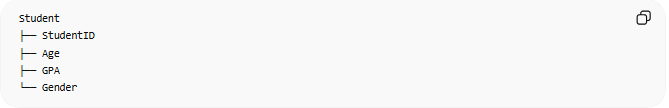 Student
├── StudentID
├── Age
├── GPA
└── Gender